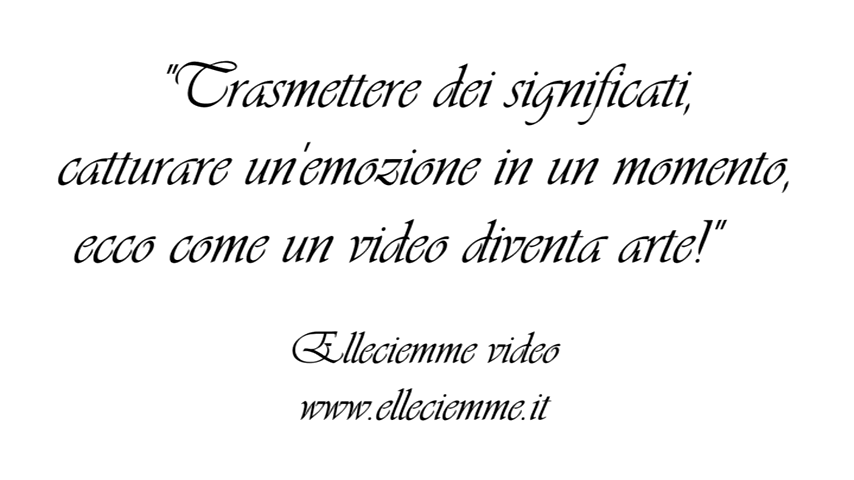 "Trasmettere dei significati,
catturare un'emozione in un momento,
ecco come un video diventa arte!"
Elleciemme video
www.elleciemme.it